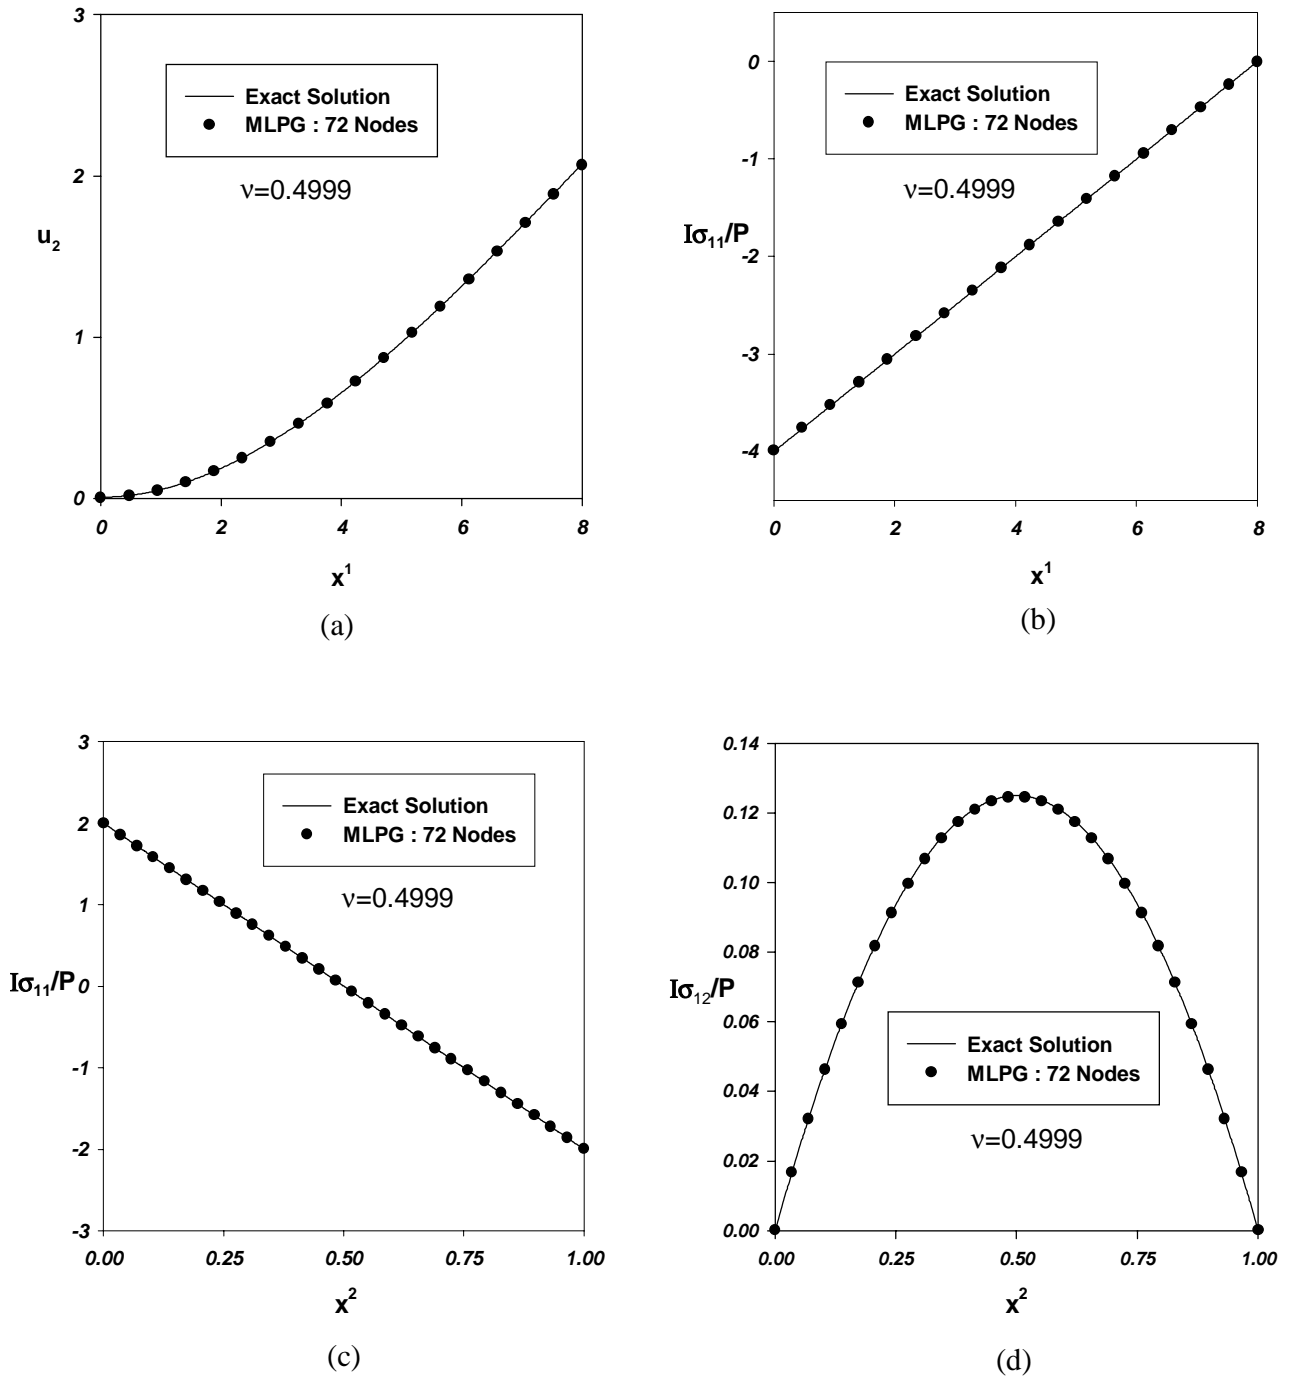 3
2
1
0
u2
Exact Solution
MLPG : 72 Nodes
ν=0.4999
0 2 4 6 8
x1
(a)
0
-1
-2
-3
-4
Iσ11/P
Exact Solution
MLPG : 72 Nodes
ν=0.4999
0 2 4 6 8
x1
(b)
3
2
1
0
-1
-2
-3
Iσ11/P
Exact Solution
MLPG : 72 Nodes
ν=0.4999
0.00 0.25 0.50 0.75 1.00
x2
(c)
0.14
0.12
0.10
0.08
0.06
0.04
0.02
0.00
Iσ12/P
Exact Solution
MLPG : 72 Nodes
ν=0.4999
0.00 0.25 0.50 0.75 1.00
x2
(d)